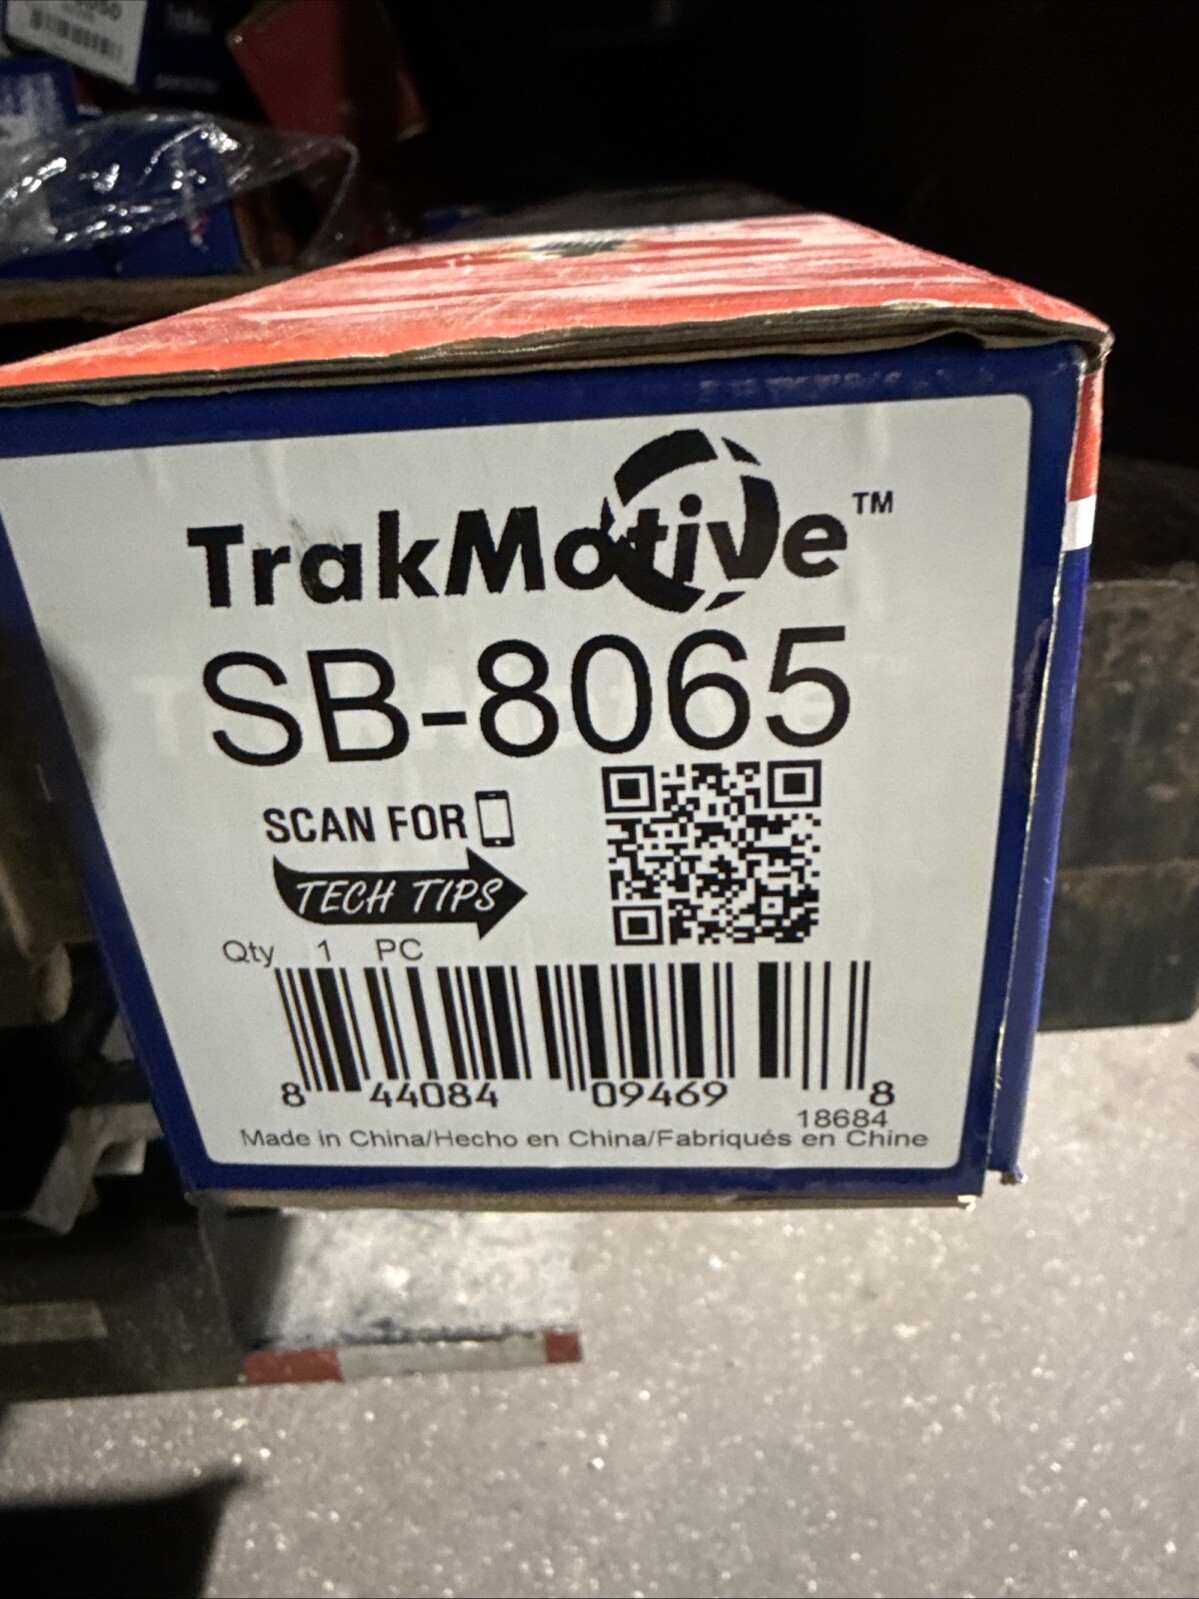 TrakMotive™
SB-8065
SCAN FOR
TECH TIPS
Qty 1 PC
8 44084 09469 8
18684
Made in China/Hecho en China/Fabriqués en Chine